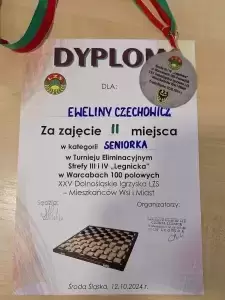 DYPLOM
DLA:
EWELINY CZECHOWICZ
Za zajęcie II miejsca
w kategorii SENIORKA
w Turnieju Eliminacyjnym
Strefy III i IV „Legnicka”
w Warcabach 100 polowych
XXV Dolnośląskie Igrzyska LZS
– Mieszkańców Wsi i Miast
Sędzia:
Organizatorzy:
Środa Śląska, 12.10.2024 r.